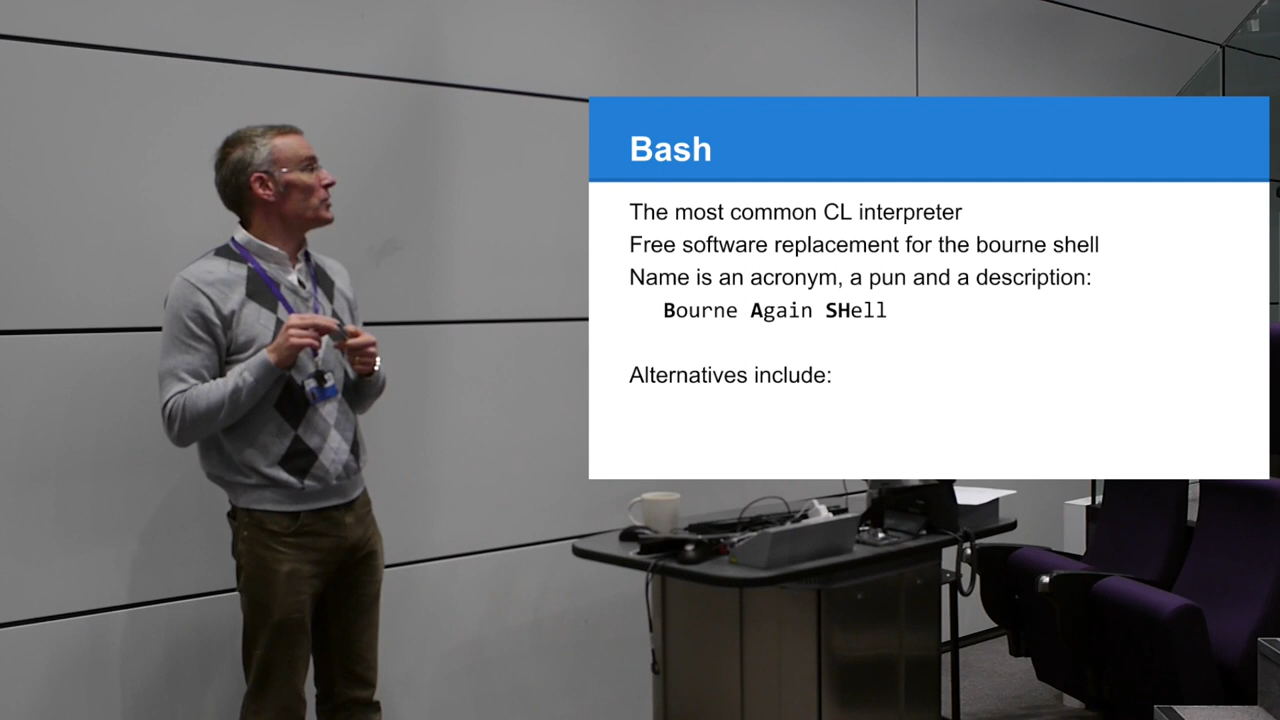 Bash
The most common CL interpreter
Free software replacement for the bourne shell
Name is an acronym, a pun and a description:
Bourne Again SHell
Alternatives include: